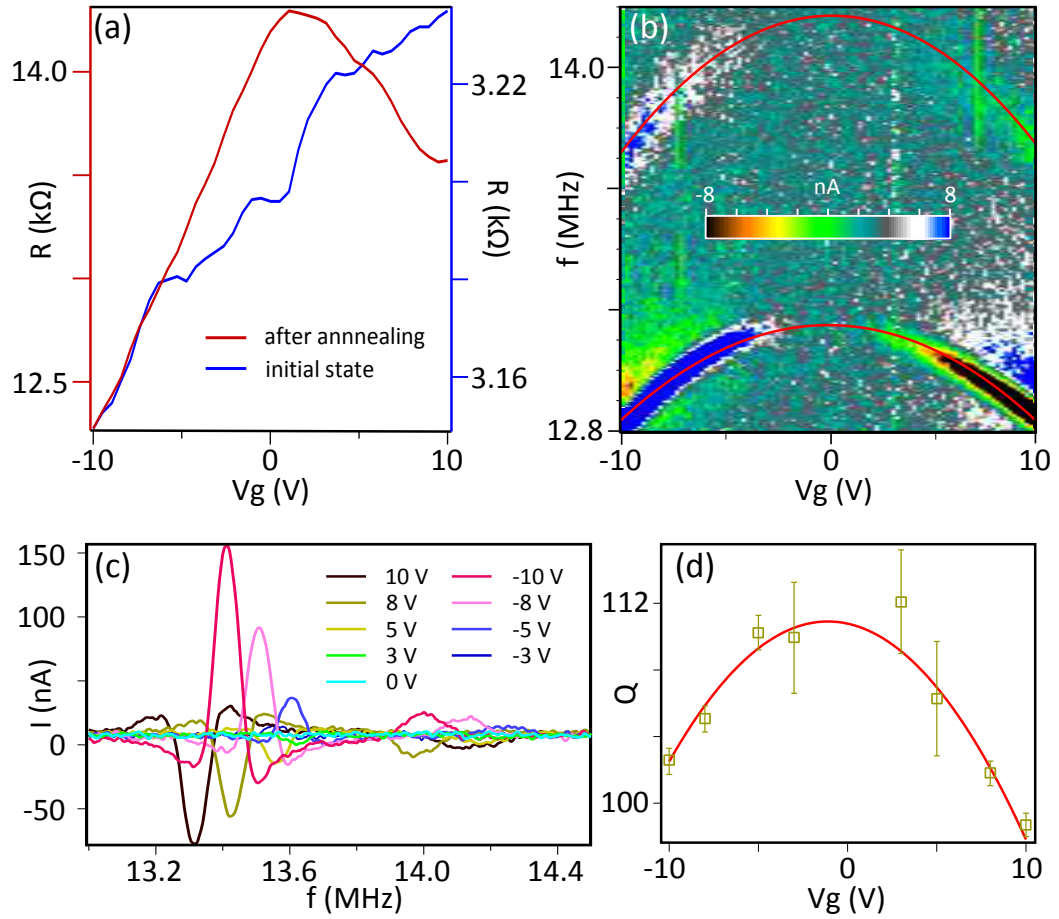 (a)
14.0
12.5
R (kΩ)
3.22
3.16
R (kΩ)
after annnealing
initial state
-10
0
10
Vg (V)
(b)
14.0
12.8
f (MHz)
nA
-8
8
-10
0
10
Vg (V)
(c)
150
100
50
0
-50
I (nA)
10 V
-10 V
8 V
-8 V
5 V
-5 V
3 V
-3 V
0 V
13.2
13.6
14.0
14.4
f (MHz)
(d)
112
100
Q
-10
0
10
Vg (V)